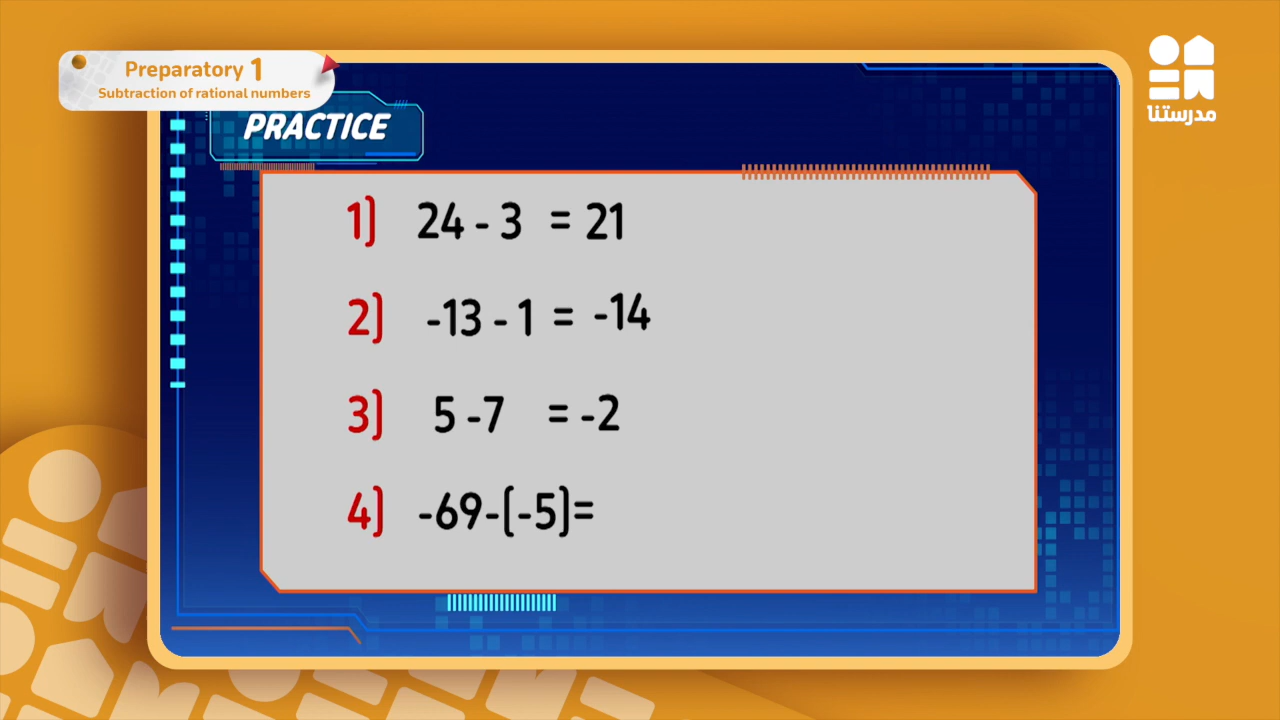 Preparatory 1
Subtraction of rational numbers
مدرستنا
PRACTICE
1) 24 - 3 = 21
2) -13 - 1 = -14
3) 5 -7 = -2
4) -69-(-5)=